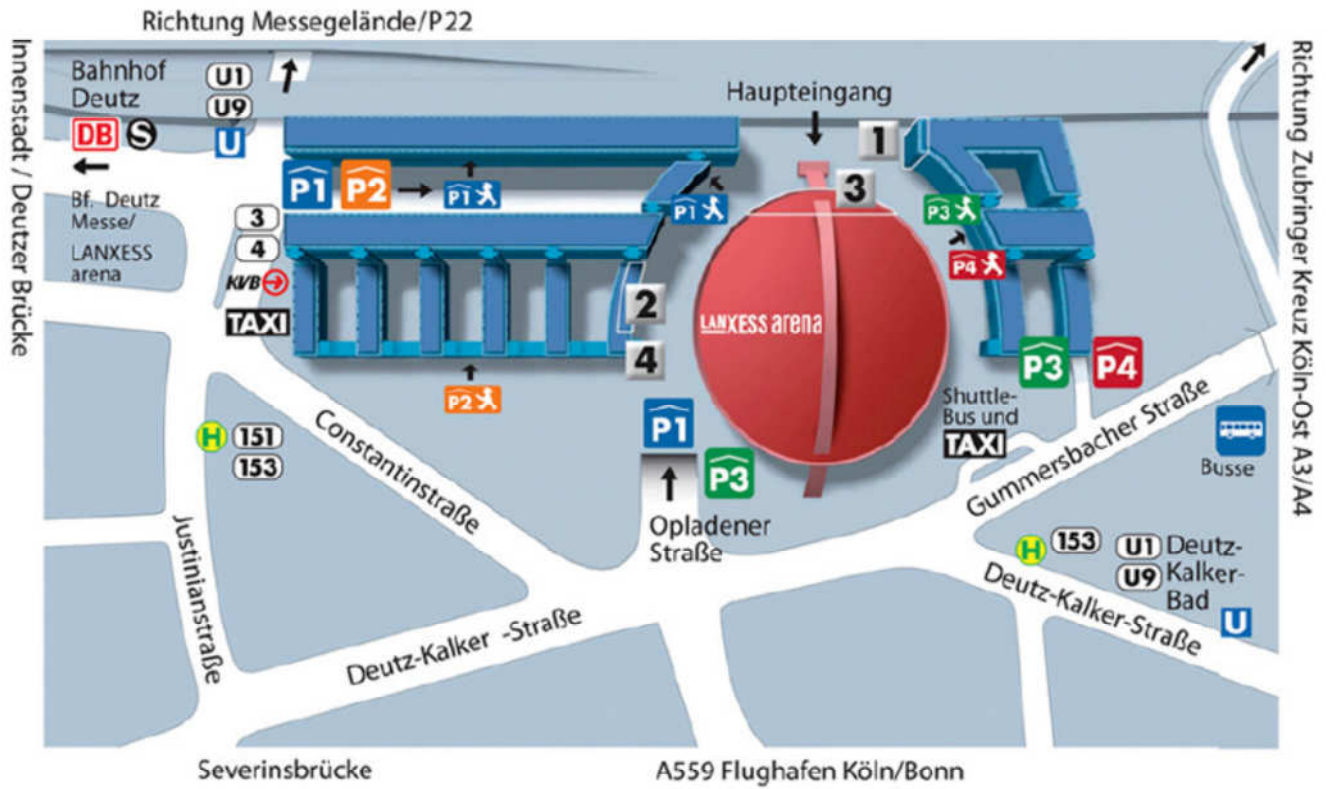 Richtung Messegelände/P22
Innenstadt / Deutzer Brücke
Bahnhof
Deutz
DB S
U1
U9
U
Bf. Deutz
Messe/
LANXESS
arena
3
4
KVB
TAXI
P1 P2
P1
P1
Haupteingang
1
3
P3
P4
2
4
LANXESS arena
P2
P3 P4
Shuttle-
Bus und
TAXI
P1
P3
Opladener
Straße
H 151
153
Constantinstraße
Justinianstraße
Deutz-Kalker -Straße
Gummersbacher Straße
Busse
H 153
U1 Deutz-
U9 Kalker-
Bad
U
Deutz-Kalker-Straße
Richtung Zubringer Kreuz Köln-Ost A3/A4
Severinsbrücke
A559 Flughafen Köln/Bonn